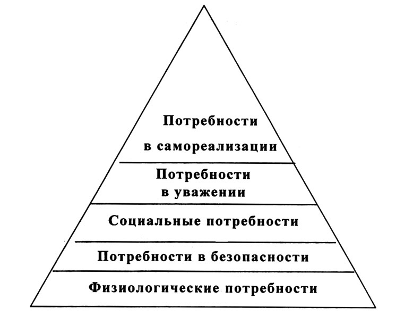 Потребности
в самореализации
Потребности
в уважении
Социальные потребности
Потребности в безопасности
Физиологические потребности